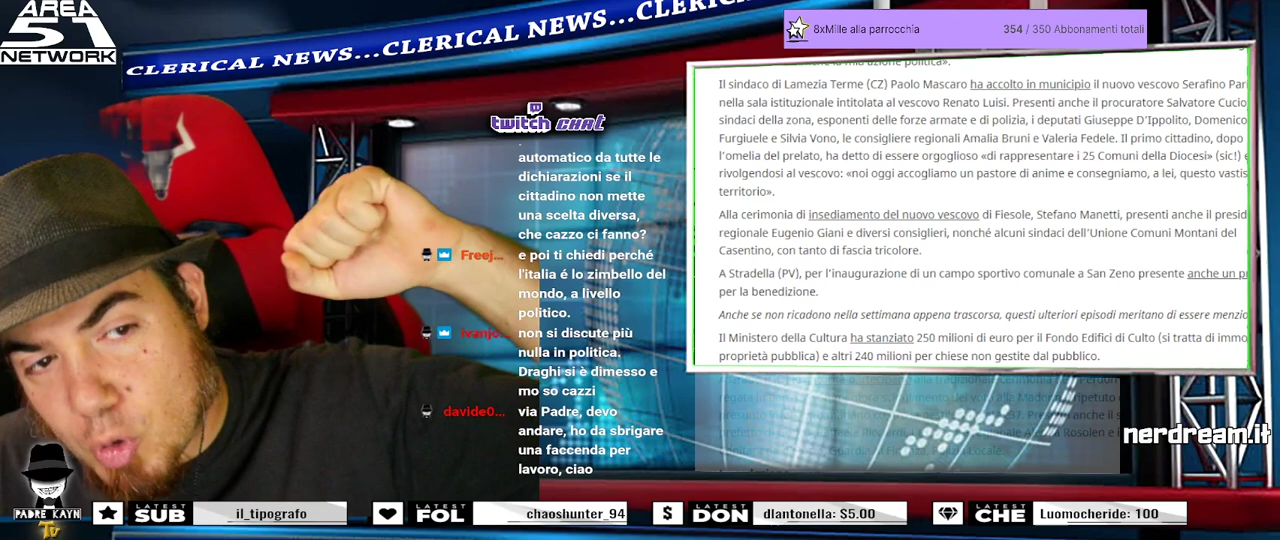 AREA
51
NETWORK
CLERICAL NEWS...CLERICAL NEWS...CLERIC
8xMille alla parrocchia
354 / 350 Abbonamenti totali
twitch chat
automatico da tutte le
dichiarazioni se il
cittadino non mette
una scelta diversa,
che cazzo ci fanno?
Freej... e poi ti chiedi perché
l'italia é lo zimbello del
mondo, a livello
politico.
Ivanjo... non si discute più
nulla in politica.
Draghi si è dimesso e
mo so cazzi
davide0... via Padre, devo
andare, ho da sbrigare
una faccenda per
lavoro, ciao
azione politica».
Il sindaco di Lamezia Terme (CZ) Paolo Mascaro ha accolto in municipio il nuovo vescovo Serafino Pari
nella sala istituzionale intitolata al vescovo Renato Luisi. Presenti anche il procuratore Salvatore Curcio
sindaci della zona, esponenti delle forze armate e di polizia, i deputati Giuseppe D'Ippolito, Domenico
Furgiuele e Silvia Vono, le consigliere regionali Amalia Bruni e Valeria Fedele. Il primo cittadino, dopo
l'omelia del prelato, ha detto di essere orgoglioso «di rappresentare i 25 Comuni della Diocesi» (sic!) e
rivolgendosi al vescovo: «noi oggi accogliamo un pastore di anime e consegniamo, a lei, questo vastis
territorio».
Alla cerimonia di insediamento del nuovo vescovo di Fiesole, Stefano Manetti, presenti anche il presid
regionale Eugenio Giani e diversi consiglieri, nonché alcuni sindaci dell'Unione Comuni Montani del
Casentino, con tanto di fascia tricolore.
A Stradella (PV), per l'inaugurazione di un campo sportivo comunale a San Zeno presente anche un pr
per la benedizione.
Anche se non ricadono nella settimana appena trascorsa, questi ulteriori episodi meritano di essere menzio
Il Ministero della Cultura ha stanziato 250 milioni di euro per il Fondo Edifici di Culto (si tratta di immo
proprietà pubblica) e altri 240 milioni per chiese non gestite dal pubblico.
nerdream.it
PADRE KAYN
Tv
LATEST SUB il_tipografo
LATEST FOL chaoshunter_94
LATEST DON dlantonella: $5.00
LATEST CHE Luomocheride: 100